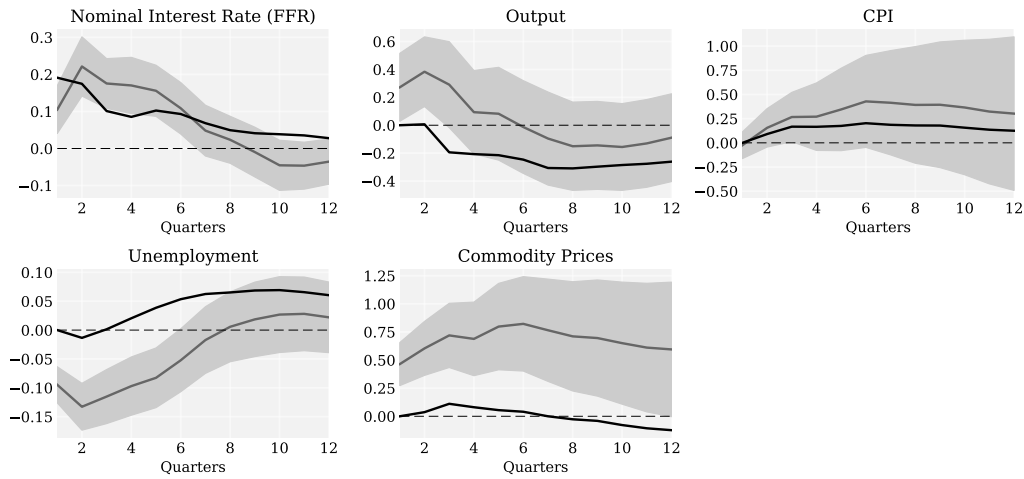 Nominal Interest Rate (FFR)
0.3
0.2
0.1
0.0
−0.1
2 4 6 8 10 12
Quarters
Output
0.6
0.4
0.2
0.0
−0.2
−0.4
2 4 6 8 10 12
Quarters
CPI
1.00
0.75
0.50
0.25
0.00
−0.25
−0.50
2 4 6 8 10 12
Quarters
Unemployment
0.10
0.05
0.00
−0.05
−0.10
−0.15
2 4 6 8 10 12
Quarters
Commodity Prices
1.25
1.00
0.75
0.50
0.25
0.00
2 4 6 8 10 12
Quarters